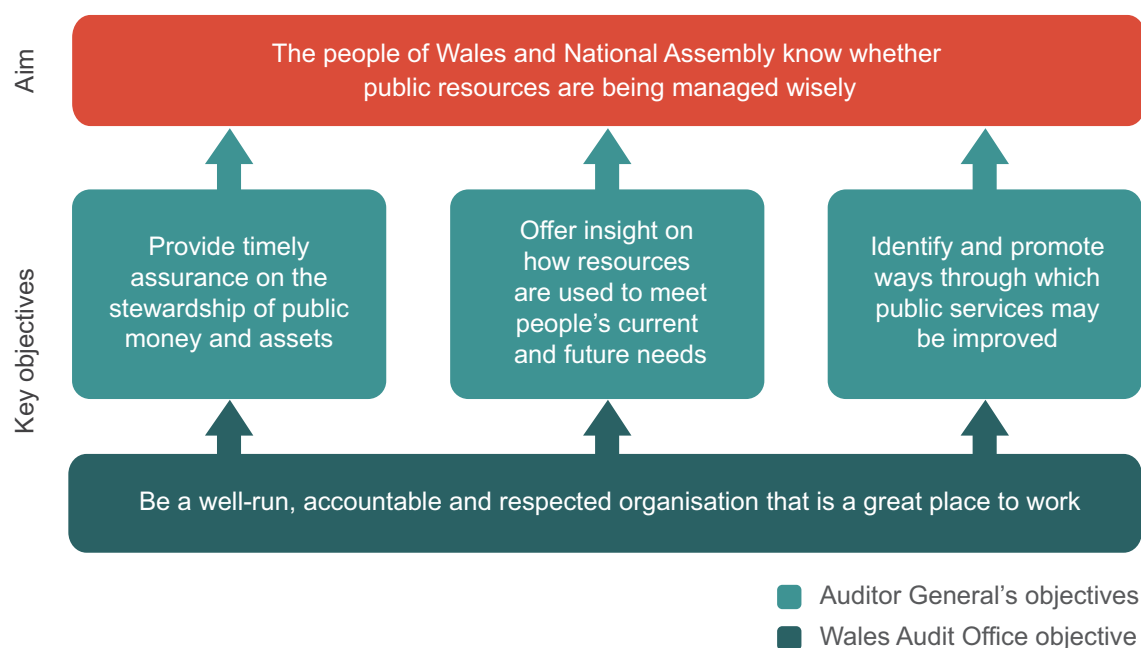 Aim
The people of Wales and National Assembly know whether
public resources are being managed wisely
Key objectives
Provide timely
assurance on the
stewardship of public
money and assets
Offer insight on
how resources
are used to meet
people’s current
and future needs
Identify and promote
ways through which
public services may
be improved
Be a well-run, accountable and respected organisation that is a great place to work
Auditor General’s objectives
Wales Audit Office objective